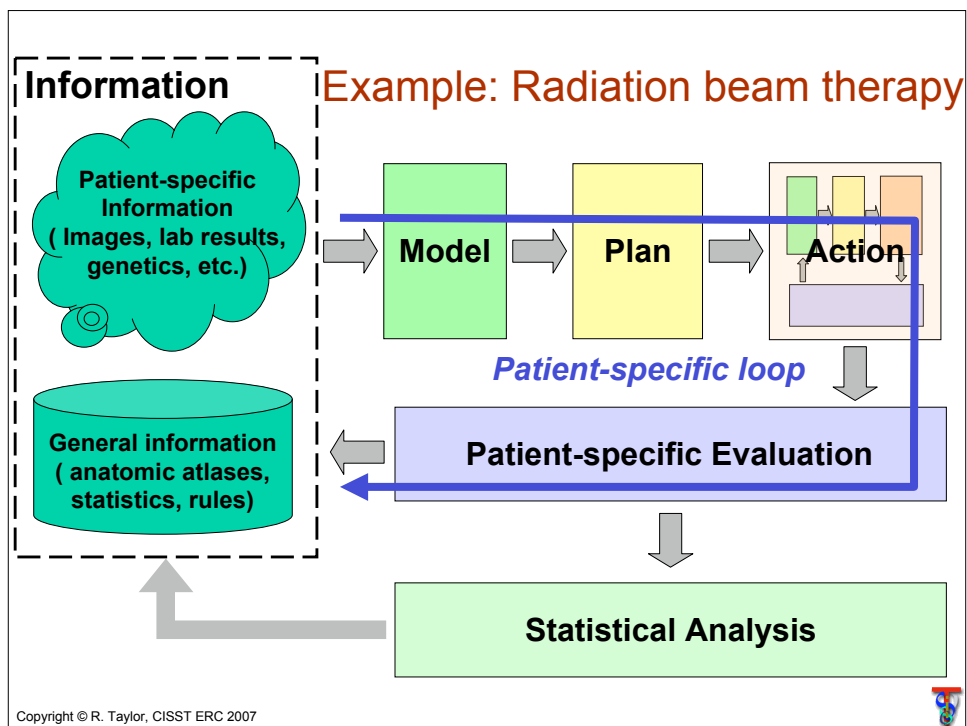 Information
Example: Radiation beam therapy
Patient-specific
Information
( Images, lab results,
genetics, etc.)
Model
Plan
Action
Patient-specific loop
General information
( anatomic atlases,
statistics, rules)
Patient-specific Evaluation
Statistical Analysis
Copyright © R. Taylor, CISST ERC 2007